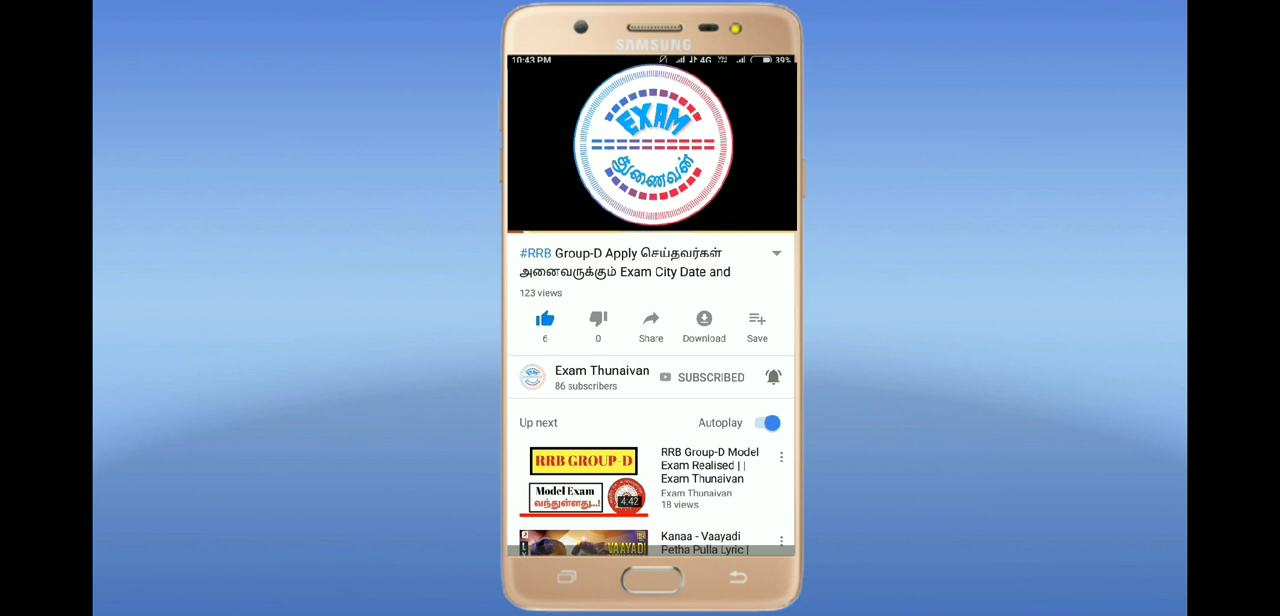 SAMSUNG
10:43 PM 4G 39%
EXAM
துணைவன்
#RRB Group-D Apply செய்தவர்கள்
அனைவருக்கும் Exam City Date and
123 views
6 0 Share Download Save
Exam Thunaivan SUBSCRIBED
86 subscribers
Up next Autoplay
RRB GROUP-D
Model Exam
வந்துள்ளது...!
4:42
RRB Group-D Model
Exam Realised | |
Exam Thunaivan
Exam Thunaivan
18 views
VAAYADI
Kanaa - Vaayadi
Petha Pulla Lyric |